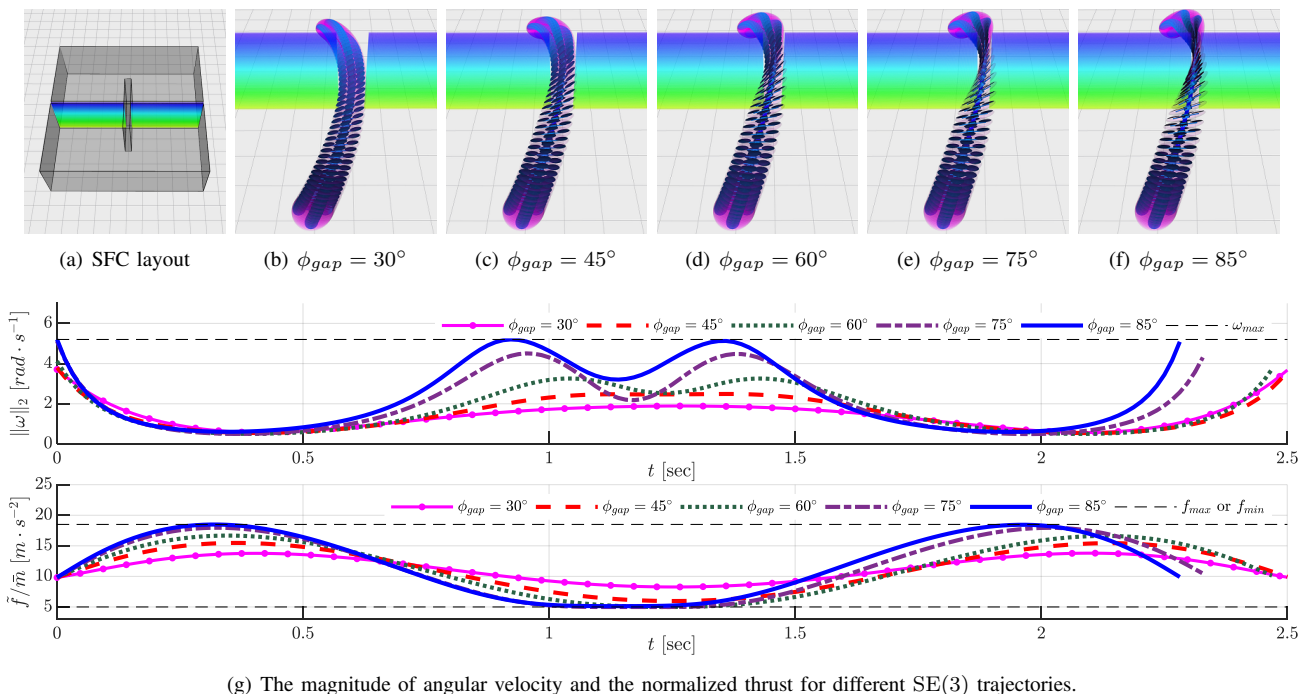 (a) SFC layout
(b) ϕ_gap = 30°
(c) ϕ_gap = 45°
(d) ϕ_gap = 60°
(e) ϕ_gap = 75°
(f) ϕ_gap = 85°
ϕ_gap = 30° ϕ_gap = 45° ϕ_gap = 60° ϕ_gap = 75° ϕ_gap = 85° ω_max
||ω||₂ [rad · s⁻¹]
6
4
2
0
0 0.5 1 1.5 2 2.5
t [sec]
ϕ_gap = 30° ϕ_gap = 45° ϕ_gap = 60° ϕ_gap = 75° ϕ_gap = 85° f_max or f_min
f̃/m̄ [m · s⁻²]
25
20
15
10
5
0 0.5 1 1.5 2 2.5
t [sec]
(g) The magnitude of angular velocity and the normalized thrust for different SE(3) trajectories.